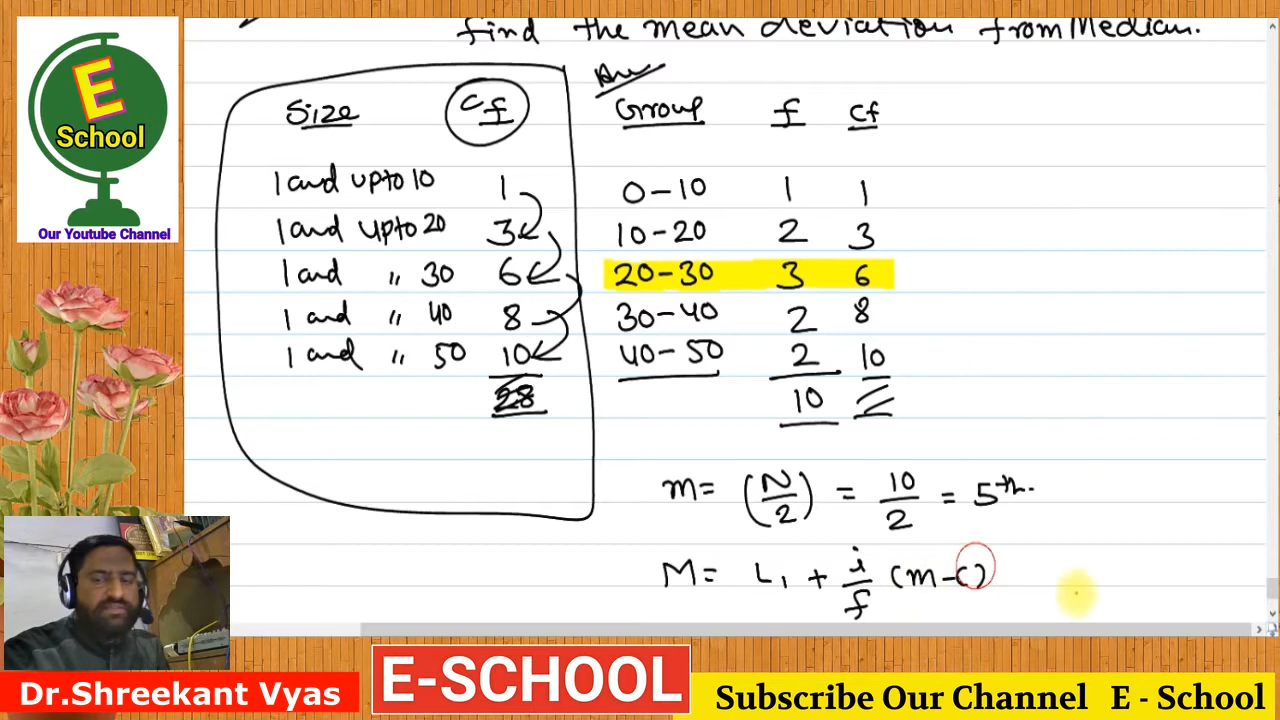 find the mean deviation from Median.
E
School
Our Youtube Channel
Ans
Size cf
1 and upto 10 1
1 and upto 20 3
1 and " 30 6
1 and " 40 8
1 and " 50 10
28
Group f cf
0-10 1 1
10-20 2 3
20-30 3 6
30-40 2 8
40-50 2 10
10
m= (N/2) = 10/2 = 5th.
M= L1 + i/f (m-c)
Dr.Shreekant Vyas
E-SCHOOL
Subscribe Our Channel E - School